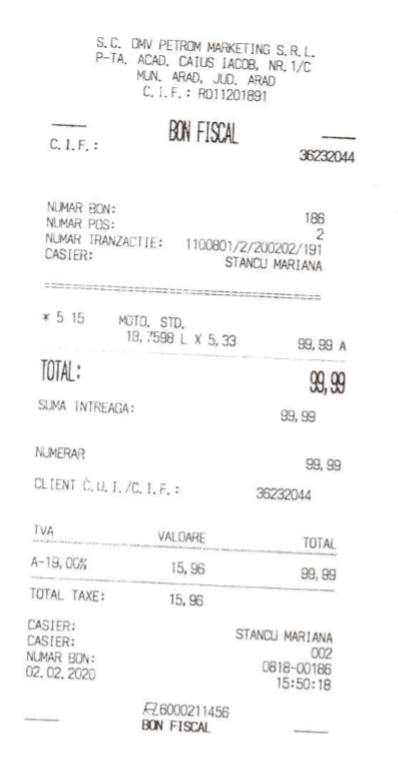 S.C. OMV PETROM MARKETING S.R.L.
P-TA. ACAD. CAIUS IACOB, NR.1/C
MUN. ARAD, JUD. ARAD
C.I.F.: RO11201891
BON FISCAL
C.I.F.: 36232044
NUMAR BON: 186
NUMAR POS: 2
NUMAR TRANZACTIE: 1100801/2/200202/191
CASIER: STANCU MARIANA
* 5 15 MOTO. STD.
18,7598 L X 5,33 99,99 A
TOTAL: 99,99
SUMA INTREAGA: 99,99
NUMERAR 99,99
CLIENT C.U.I./C.I.F.: 36232044
TVA VALOARE TOTAL
A-19,00% 15,96 99,99
TOTAL TAXE: 15,96
CASIER: STANCU MARIANA
CASIER: 002
NUMAR BON: 0818-00186
02.02.2020 15:50:18
6000211456
BON FISCAL